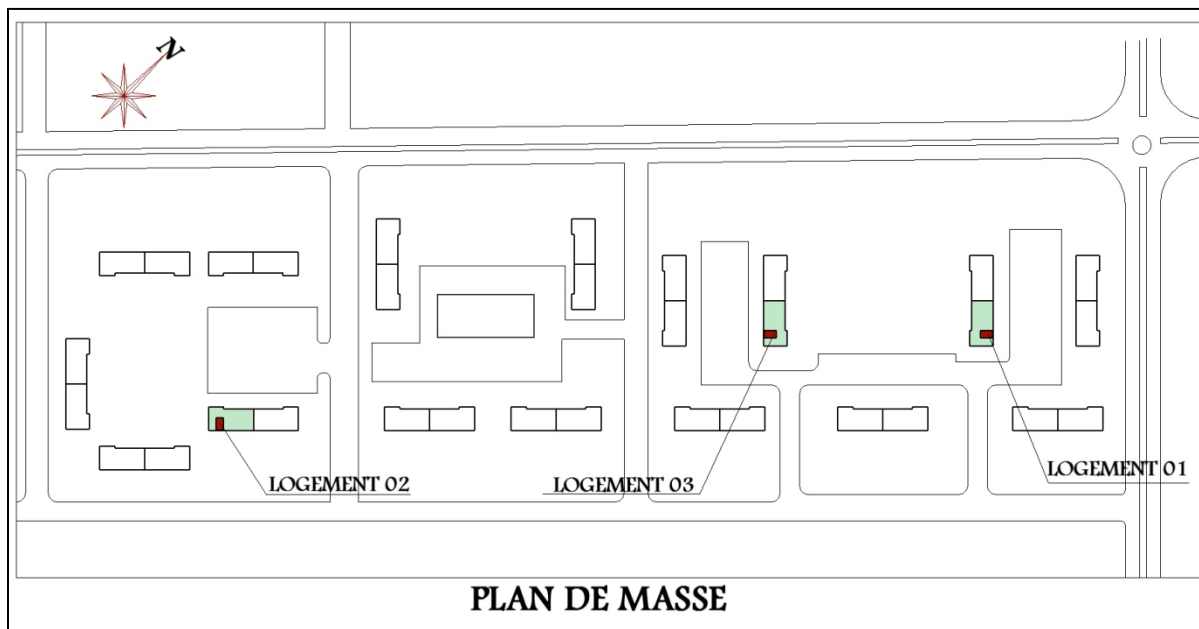 N
LOGEMENT 01
LOGEMENT 02
LOGEMENT 03
PLAN DE MASSE